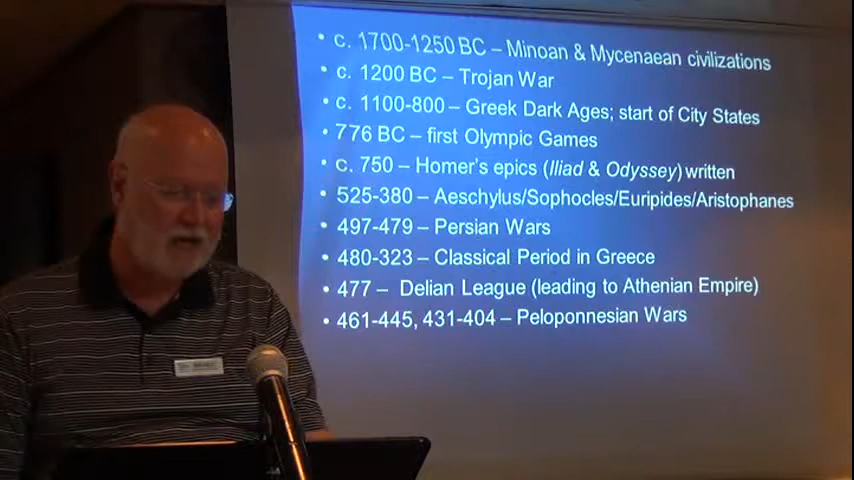 • c. 1700-1250 BC – Minoan & Mycenaean civilizations
• c. 1200 BC – Trojan War
• c. 1100-800 – Greek Dark Ages; start of City States
• 776 BC – first Olympic Games
• c. 750 – Homer's epics (Iliad & Odyssey) written
• 525-380 – Aeschylus/Sophocles/Euripides/Aristophanes
• 497-479 – Persian Wars
• 480-323 – Classical Period in Greece
• 477 – Delian League (leading to Athenian Empire)
• 461-445, 431-404 – Peloponnesian Wars